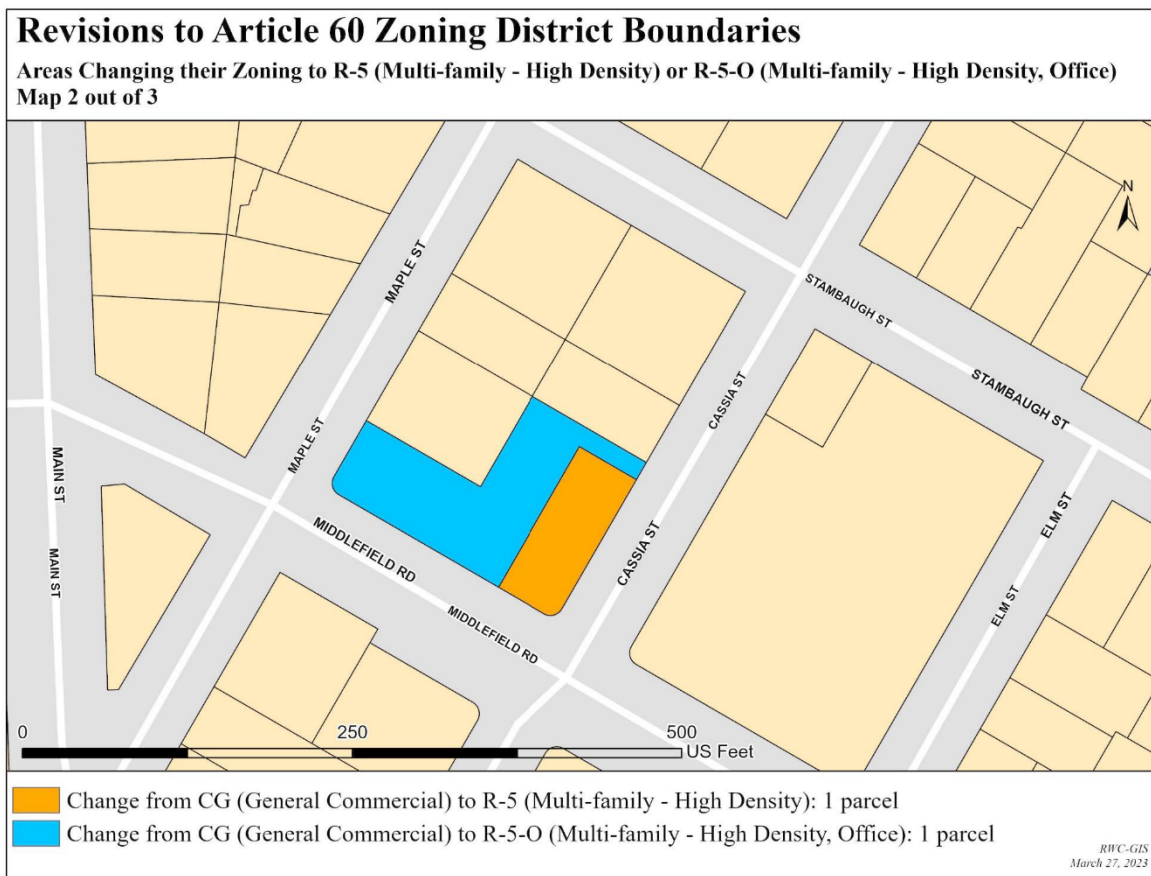 Revisions to Article 60 Zoning District Boundaries
Areas Changing their Zoning to R-5 (Multi-family - High Density) or R-5-O (Multi-family - High Density, Office)
Map 2 out of 3
N
MAPLE ST
STAMBAUGH ST
STAMBAUGH ST
CASSIA ST
MAPLE ST
MAIN ST
MIDDLEFIELD RD
CASSIA ST
ELM ST
MAIN ST
MIDDLEFIELD RD
ELM ST
0 250 500
US Feet
Change from CG (General Commercial) to R-5 (Multi-family - High Density): 1 parcel
Change from CG (General Commercial) to R-5-O (Multi-family - High Density, Office): 1 parcel
RWC-GIS
March 27, 2023